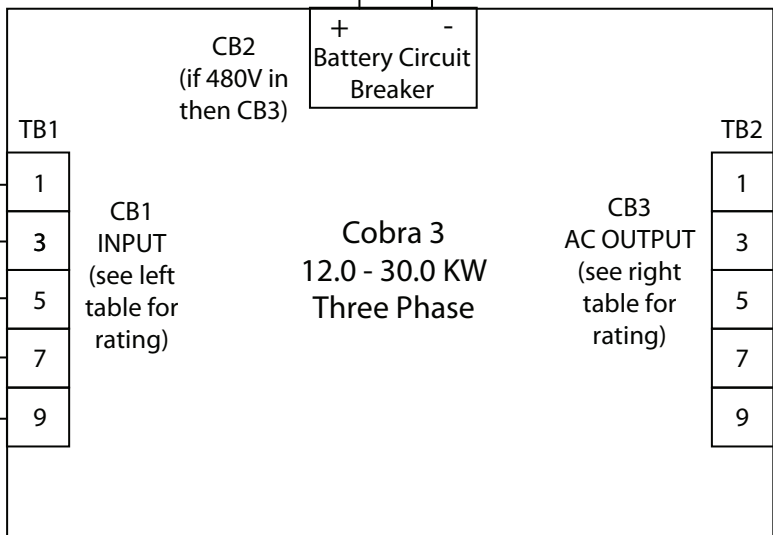 + -
Battery Circuit
Breaker
CB2
(if 480V in
then CB3)
TB1
1
3
5
7
9
CB1
INPUT
(see left
table for
rating)
Cobra 3
12.0 - 30.0 KW
Three Phase
CB3
AC OUTPUT
(see right
table for
rating)
TB2
1
3
5
7
9